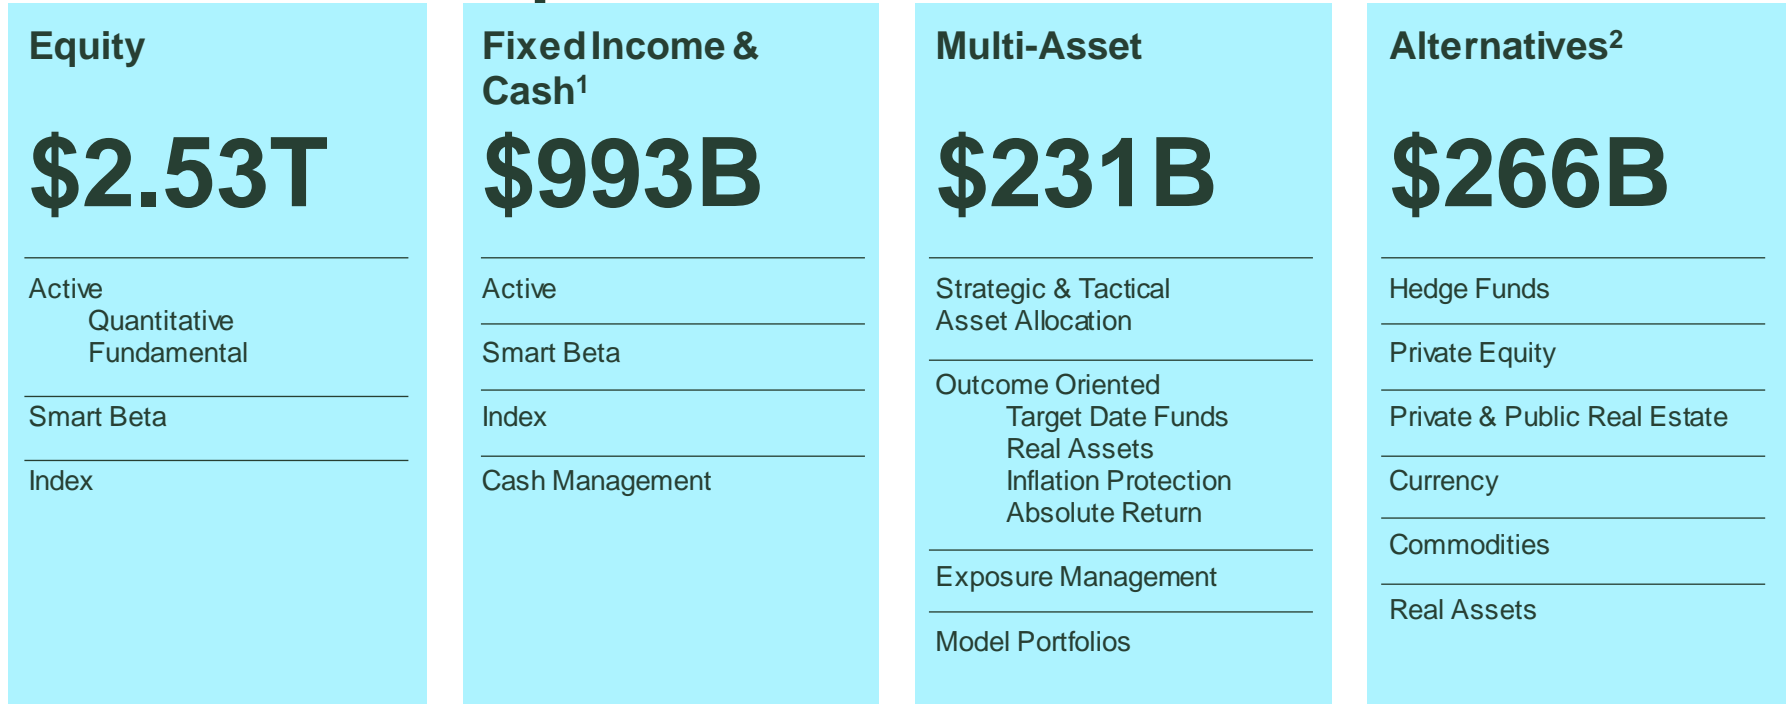 Equity
$2.53T
Active
Quantitative
Fundamental
Smart Beta
Index
Fixed Income &
Cash¹
$993B
Active
Smart Beta
Index
Cash Management
Multi-Asset
$231B
Strategic & Tactical
Asset Allocation
Outcome Oriented
Target Date Funds
Real Assets
Inflation Protection
Absolute Return
Exposure Management
Model Portfolios
Alternatives²
$266B
Hedge Funds
Private Equity
Private & Public Real Estate
Currency
Commodities
Real Assets